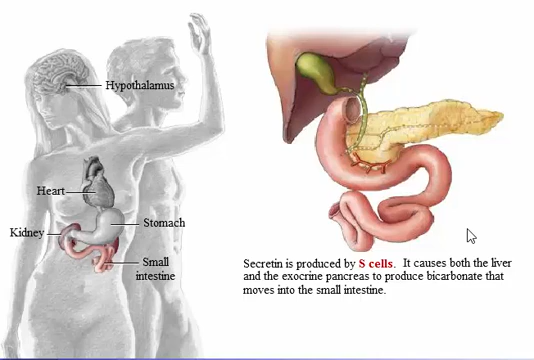 Hypothalamus
Heart
Stomach
Kidney
Small
intestine
Secretin is produced by S cells. It causes both the liver
and the exocrine pancreas to produce bicarbonate that
moves into the small intestine.